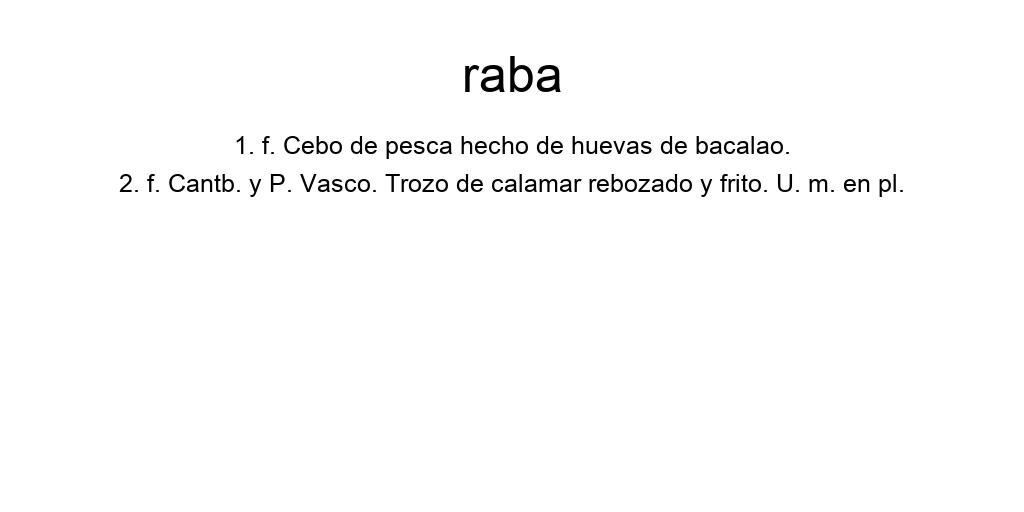 raba
1. f. Cebo de pesca hecho de huevas de bacalao.
2. f. Cantb. y P. Vasco. Trozo de calamar rebozado y frito. U. m. en pl.